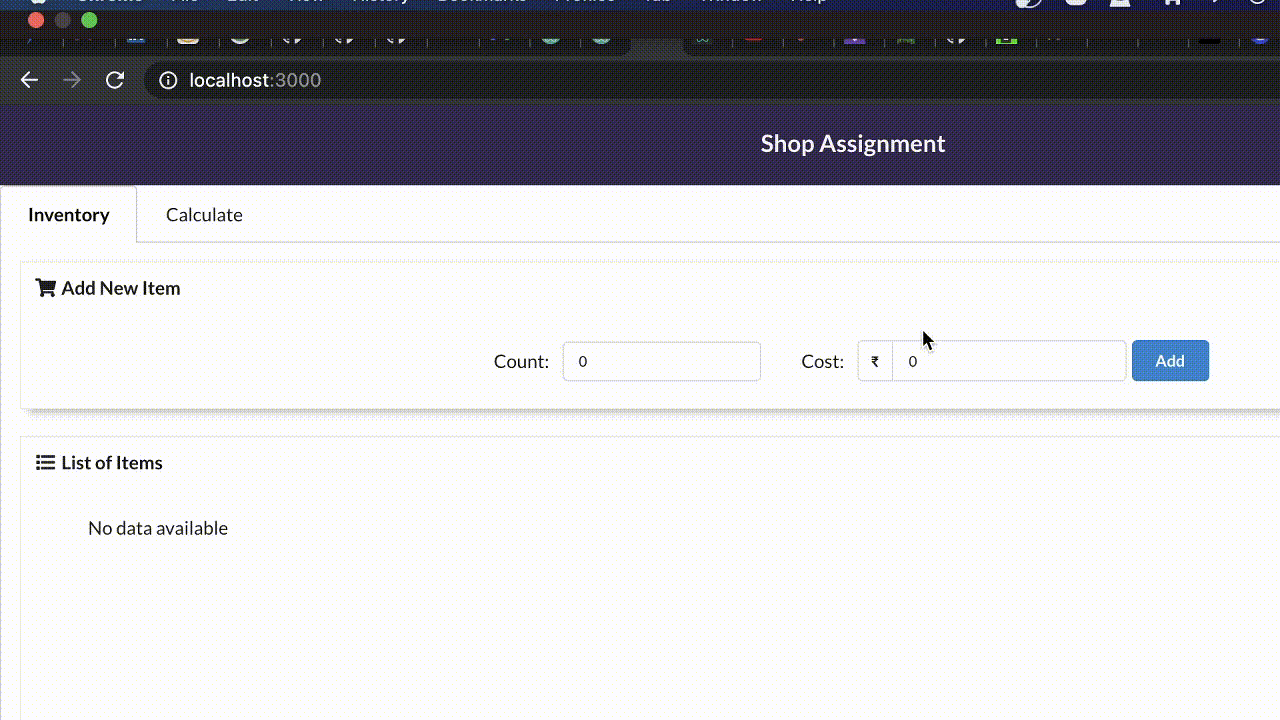 localhost:3000
Shop Assignment
Inventory Calculate
Add New Item
Count: 0 Cost: ₹ 0 Add
List of Items
No data available